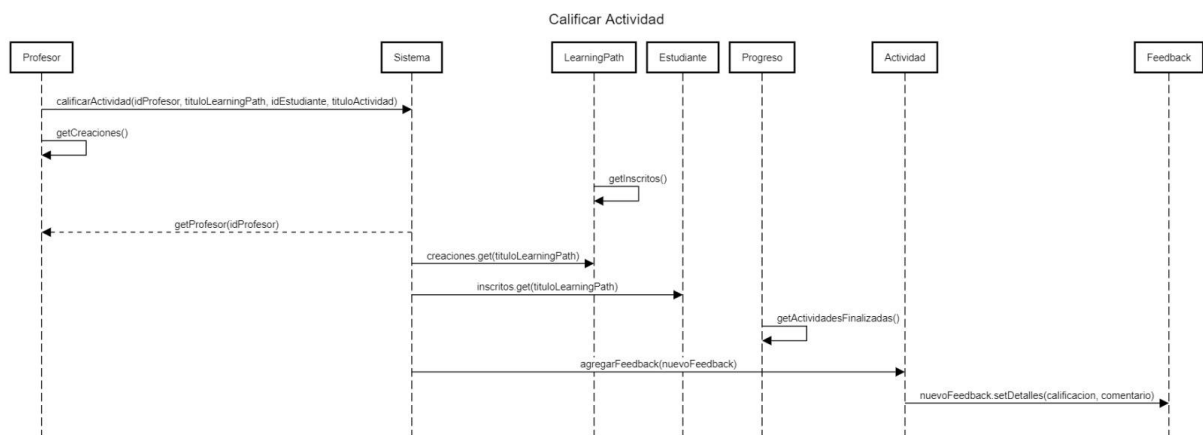 Calificar Actividad
Profesor
Sistema
LearningPath
Estudiante
Progreso
Actividad
Feedback
calificarActividad(idProfesor, tituloLearningPath, idEstudiante, tituloActividad)
getCreaciones()
getInscritos()
getProfesor(idProfesor)
creaciones.get(tituloLearningPath)
inscritos.get(tituloLearningPath)
getActividadesFinalizadas()
agregarFeedback(nuevoFeedback)
nuevoFeedback.setDetalles(calificacion, comentario)